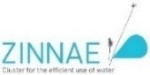 ZINNAE
Cluster for the efficient use of water